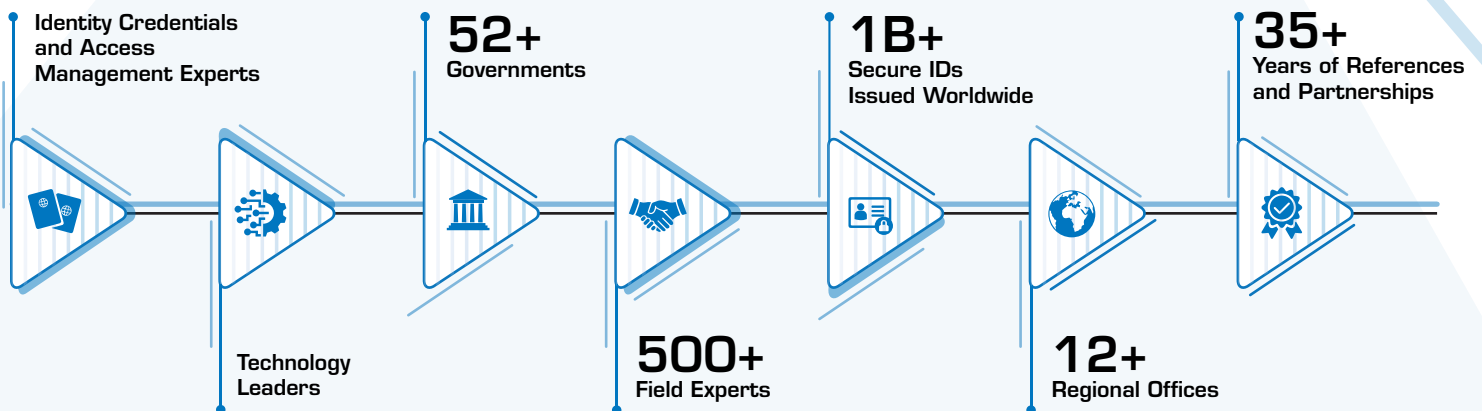 Identity Credentials
and Access
Management Experts
Technology
Leaders
52+
Governments
500+
Field Experts
1B+
Secure IDs
Issued Worldwide
12+
Regional Offices
35+
Years of References
and Partnerships